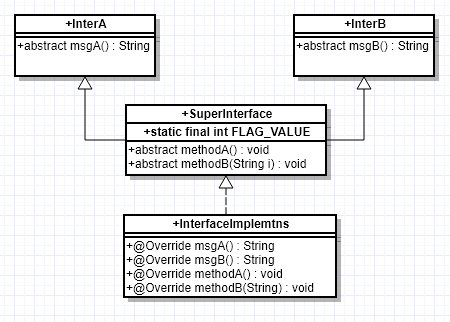 +InterA
+abstract msgA() : String
+InterB
+abstract msgB() : String
+SuperInterface
+static final int FLAG_VALUE
+abstract methodA() : void
+abstract methodB(String i) : void
+InterfaceImplemtns
+@Override msgA() : String
+@Override msgB() : String
+@Override methodA() : void
+@Override methodB(String) : void